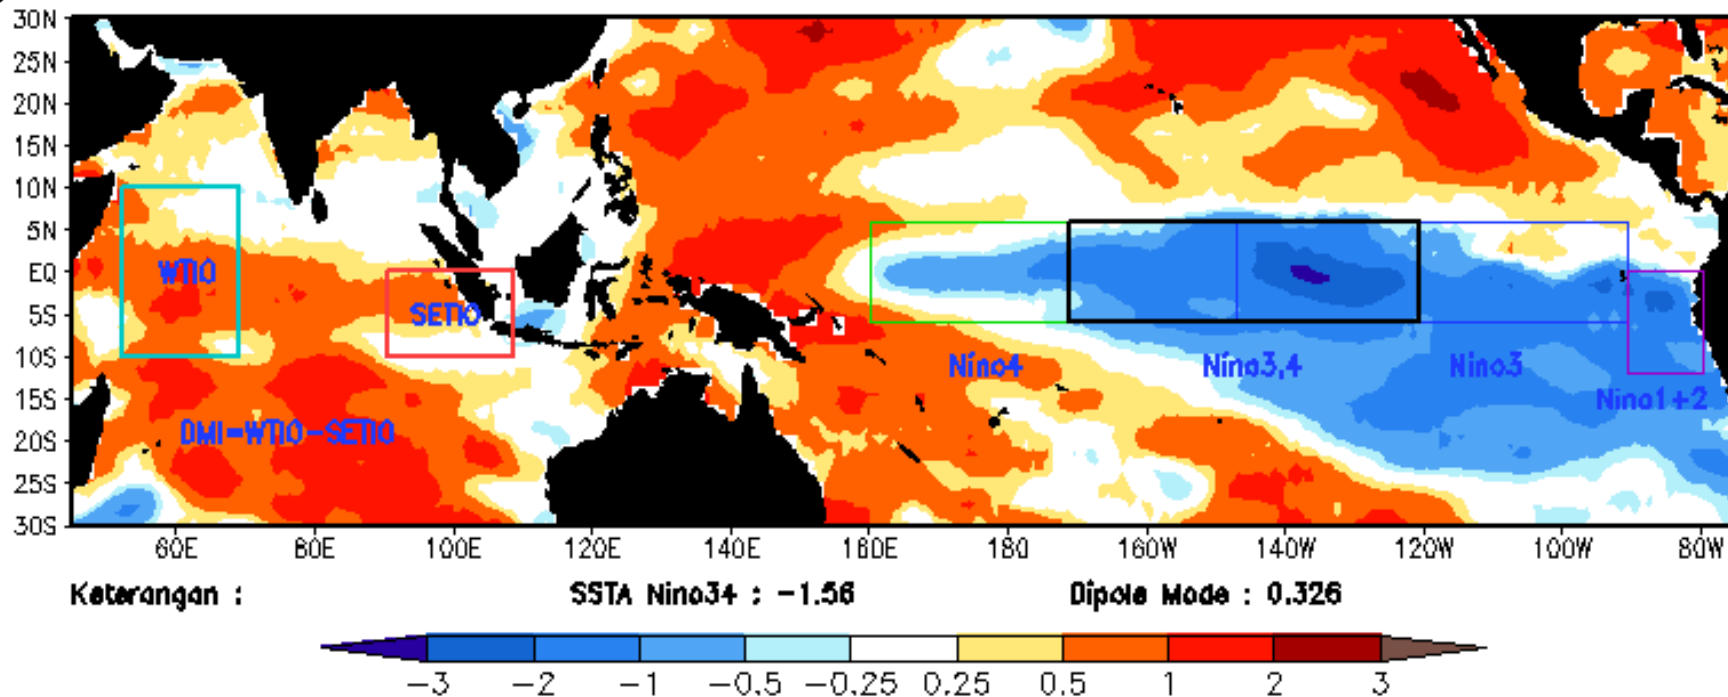 30N
25N
20N
15N
10N
5N
EQ
5S
10S
15S
20S
25S
30S
WTIO
SETIO
Nino4
Nino3,4
Nino3
Nino1+2
DMI=WTIO-SETIO
60E 80E 100E 120E 140E 160E 180 160W 140W 120W 100W 80W
Keterangan : SSTA Nino34 : -1.56 Dipole Mode : 0.326
-3 -2 -1 -0.5 -0.25 0.25 0.5 1 2 3